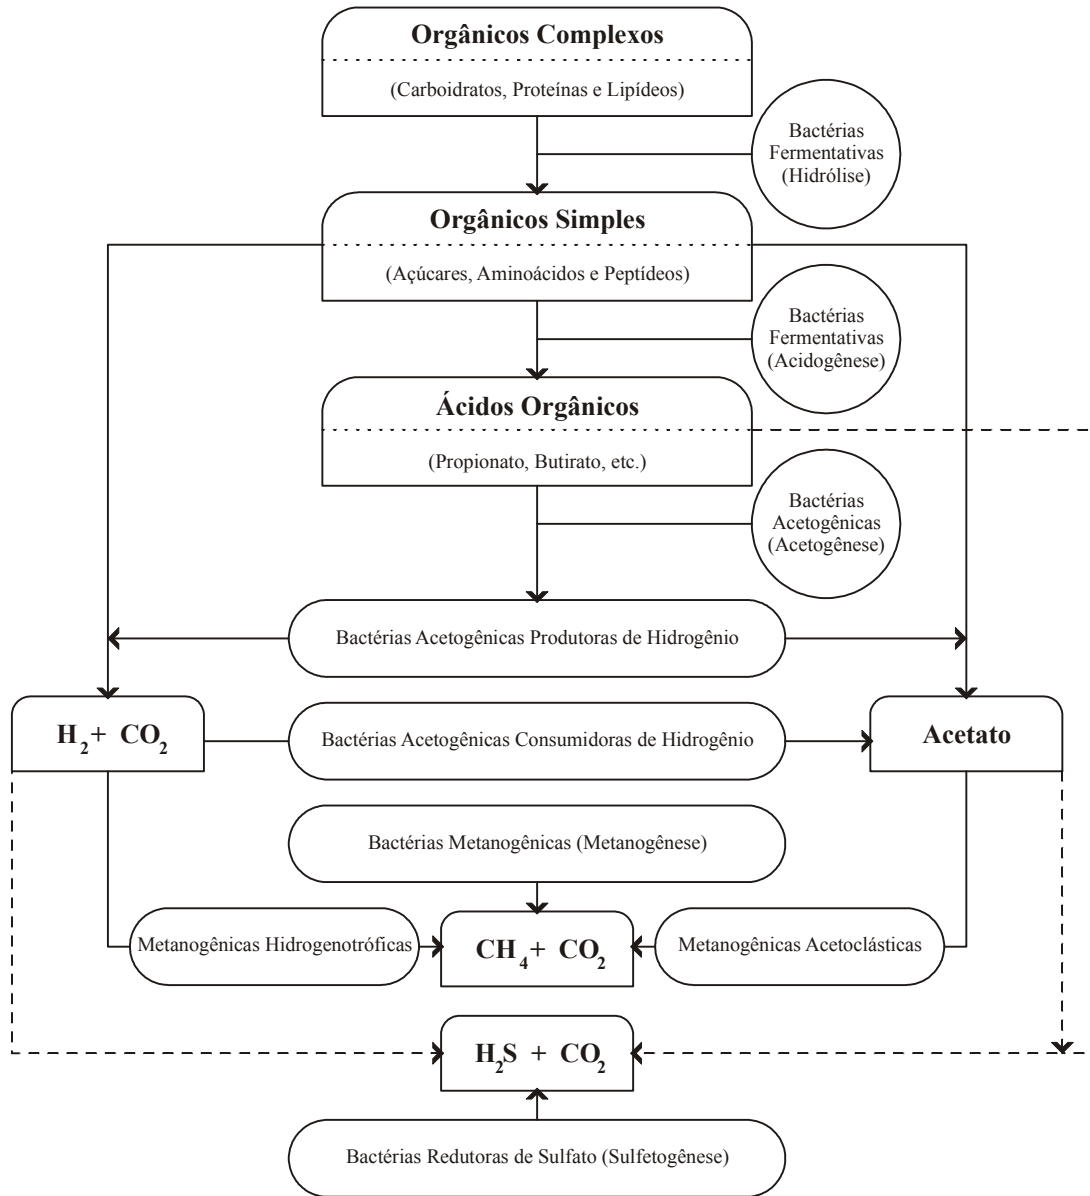 Orgânicos Complexos
(Carboidratos, Proteínas e Lipídeos)
Bactérias
Fermentativas
(Hidrólise)
Orgânicos Simples
(Açúcares, Aminoácidos e Peptídeos)
Bactérias
Fermentativas
(Acidogênese)
Ácidos Orgânicos
(Propionato, Butirato, etc.)
Bactérias
Acetogênicas
(Acetogênese)
Bactérias Acetogênicas Produtoras de Hidrogênio
H₂+ CO₂
Bactérias Acetogênicas Consumidoras de Hidrogênio
Acetato
Bactérias Metanogênicas (Metanogênese)
Metanogênicas Hidrogenotróficas
CH₄+ CO₂
Metanogênicas Acetoclásticas
H₂S + CO₂
Bactérias Redutoras de Sulfato (Sulfetogênese)